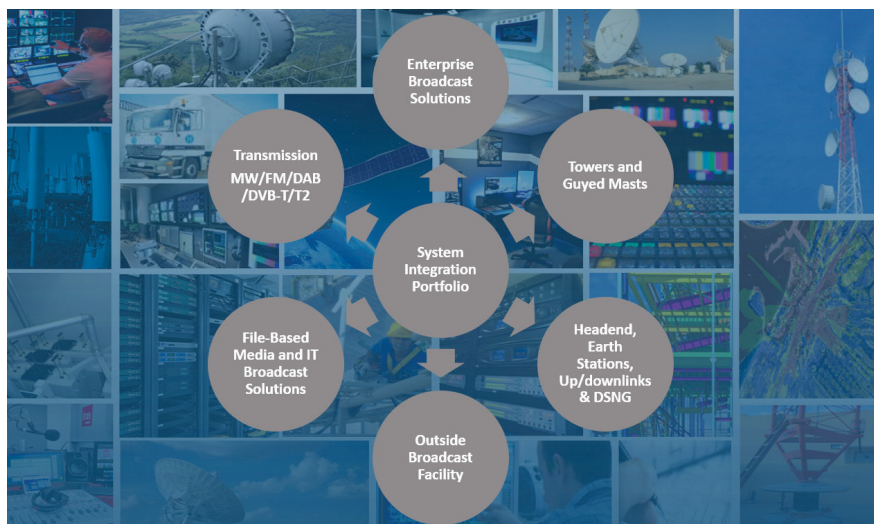 Enterprise
Broadcast
Solutions
Transmission
MW/FM/DAB
/DVB-T/T2
Towers and
Guyed Masts
System
Integration
Portfolio
File-Based
Media and IT
Broadcast
Solutions
Headend,
Earth
Stations,
Up/downlinks
& DSNG
Outside
Broadcast
Facility